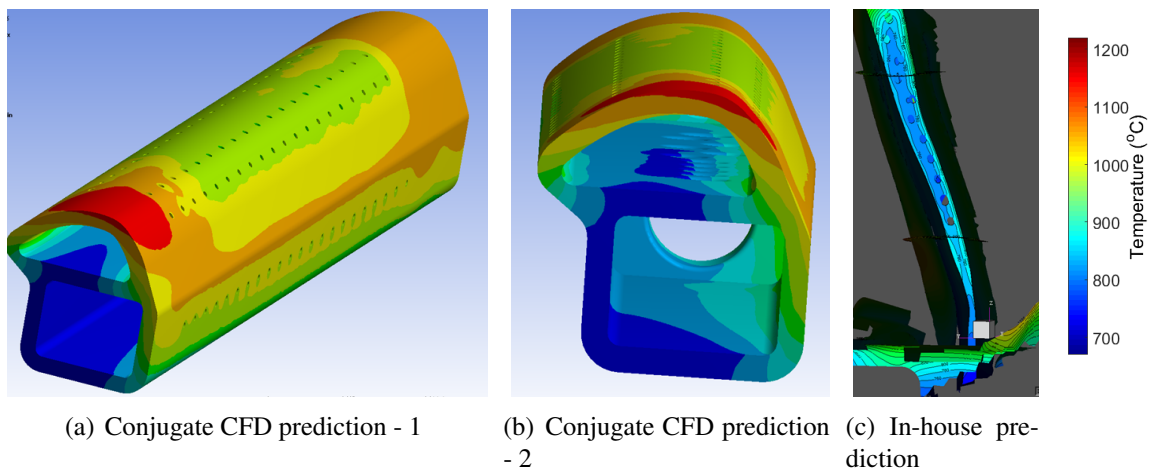 1200
1100
1000
900
800
700
Temperature (°C)
(a) Conjugate CFD prediction - 1
(b) Conjugate CFD prediction
- 2
(c) In-house pre-
diction